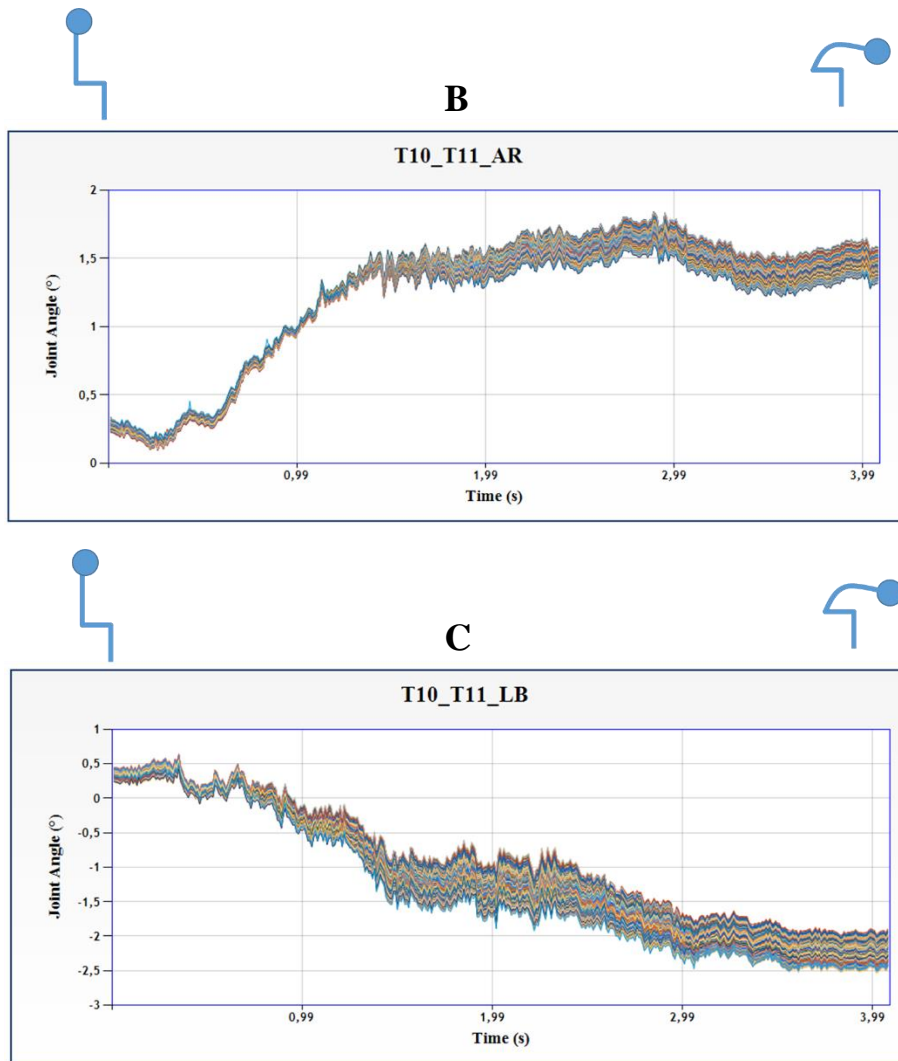 B
T10_T11_AR
2
1,5
1
0,5
0
Joint Angle (°)
0,99 1,99 2,99 3,99
Time (s)
C
T10_T11_LB
1
0,5
0
-0,5
-1
-1,5
-2
-2,5
-3
Joint Angle (°)
0,99 1,99 2,99 3,99
Time (s)